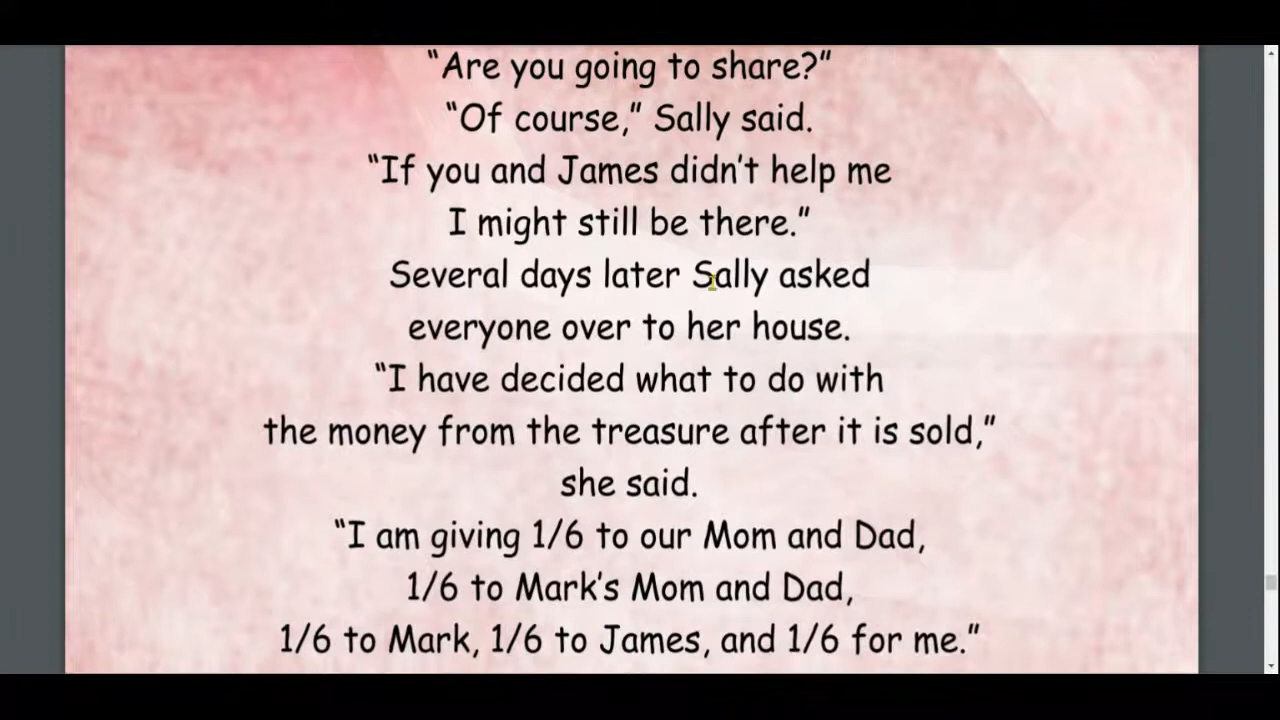 “Are you going to share?”
“Of course,” Sally said.
“If you and James didn’t help me
I might still be there.”
Several days later Sally asked
everyone over to her house.
“I have decided what to do with
the money from the treasure after it is sold,”
she said.
“I am giving 1/6 to our Mom and Dad,
1/6 to Mark’s Mom and Dad,
1/6 to Mark, 1/6 to James, and 1/6 for me.”